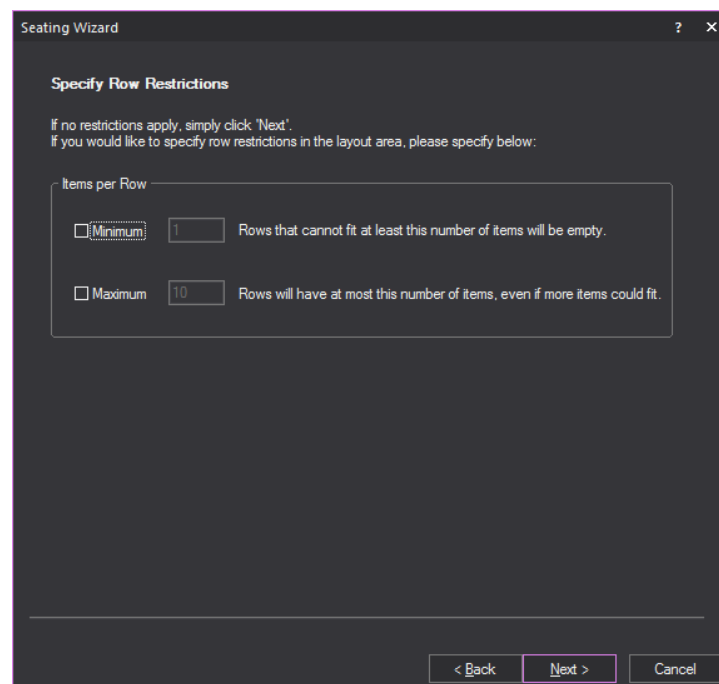 Seating Wizard ? ×
Specify Row Restrictions
If no restrictions apply, simply click 'Next'.
If you would like to specify row restrictions in the layout area, please specify below:
Items per Row
Minimum 1 Rows that cannot fit at least this number of items will be empty.
Maximum 10 Rows will have at most this number of items, even if more items could fit.
< Back Next > Cancel